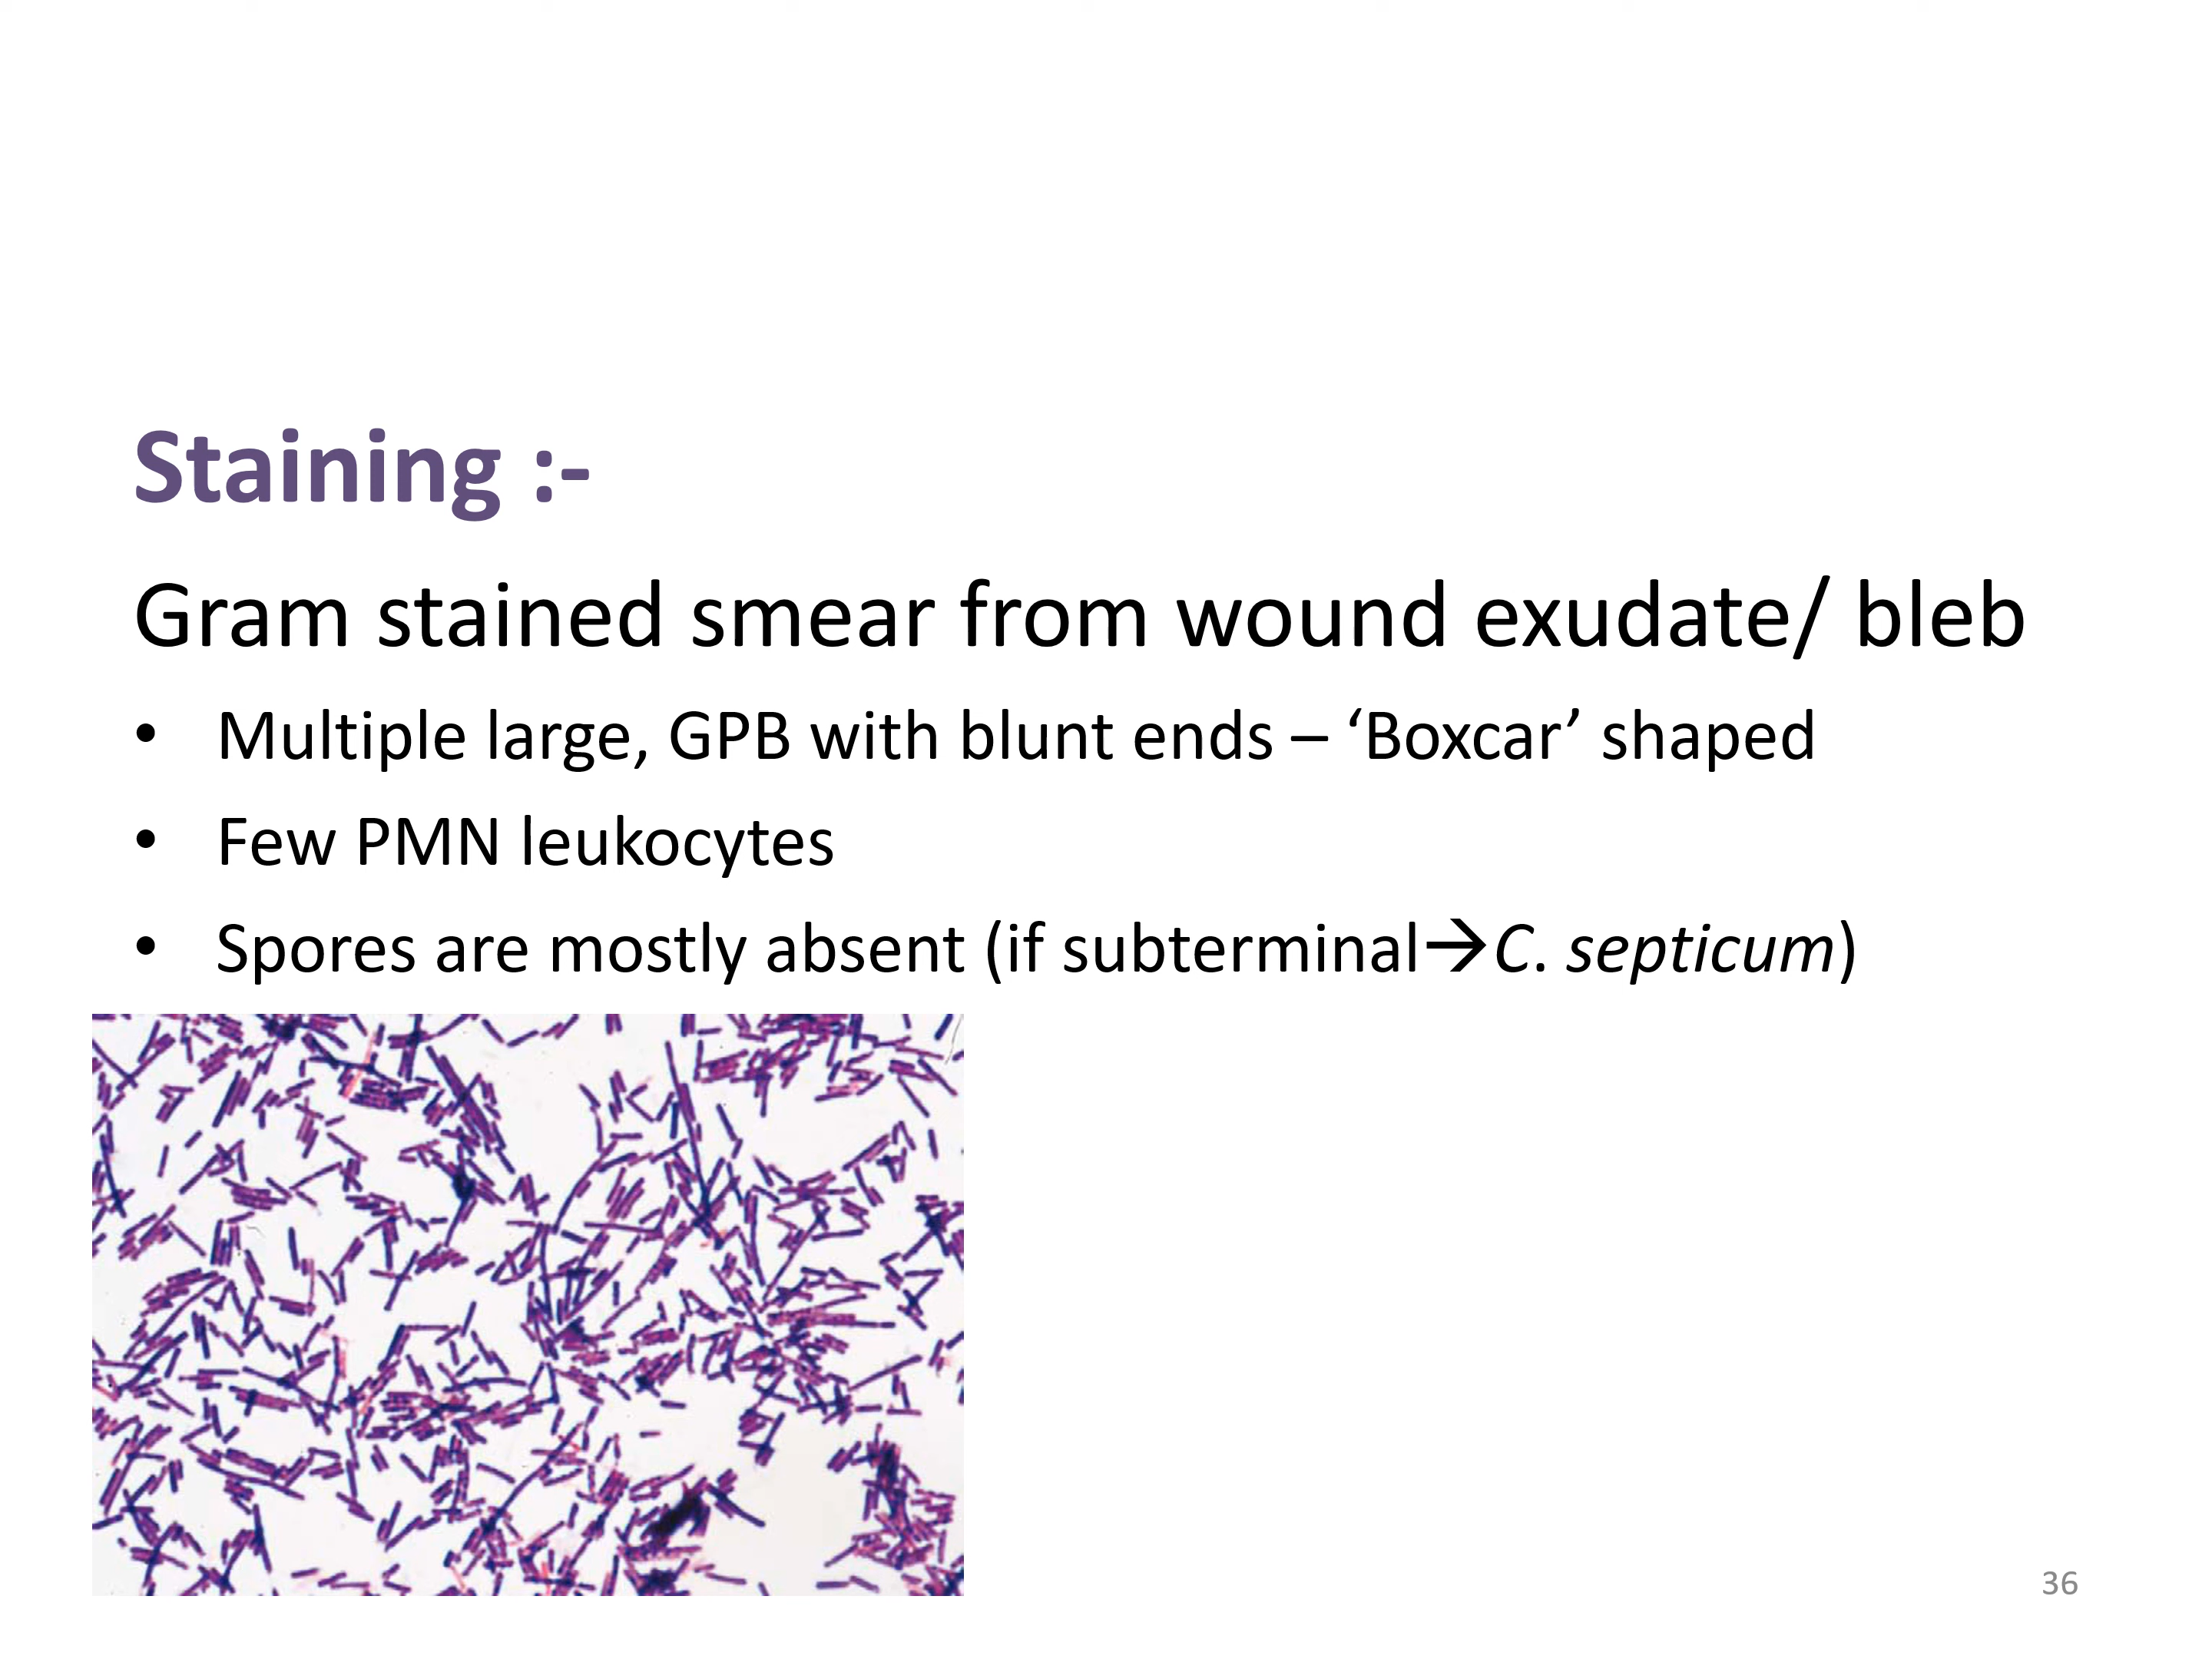 Staining :-
Gram stained smear from wound exudate/ bleb
• Multiple large, GPB with blunt ends – ‘Boxcar’ shaped
• Few PMN leukocytes
• Spores are mostly absent (if subterminal→C. septicum)
36